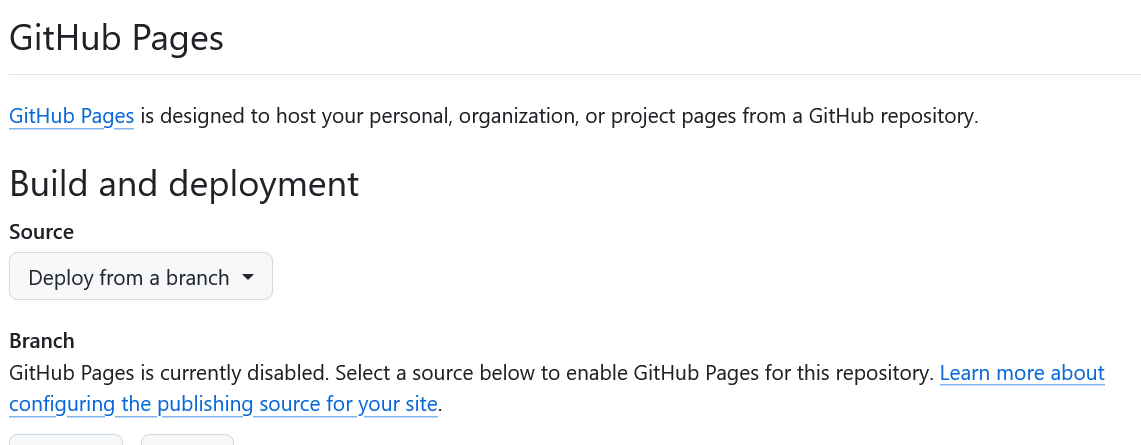 GitHub Pages
GitHub Pages is designed to host your personal, organization, or project pages from a GitHub repository.
Build and deployment
Source
Deploy from a branch
Branch
GitHub Pages is currently disabled. Select a source below to enable GitHub Pages for this repository. Learn more about
configuring the publishing source for your site.